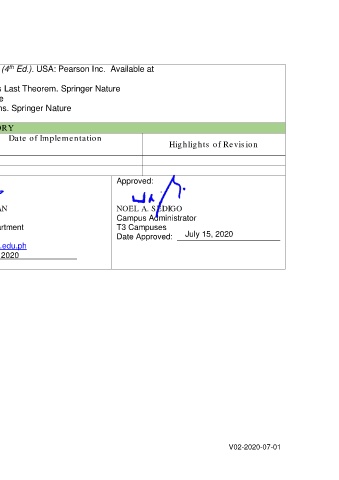 (4th Ed.). USA: Pearson Inc. Available at
s Last Theorem. Springer Nature
e
ns. Springer Nature
ORY
Date of Implementation
Highlights of Revision
Approved:
AN
NOEL A. SEDIGO
Campus Administrator
artment
T3 Campuses
Date Approved: July 15, 2020
.edu.ph
2020
V02-2020-07-01